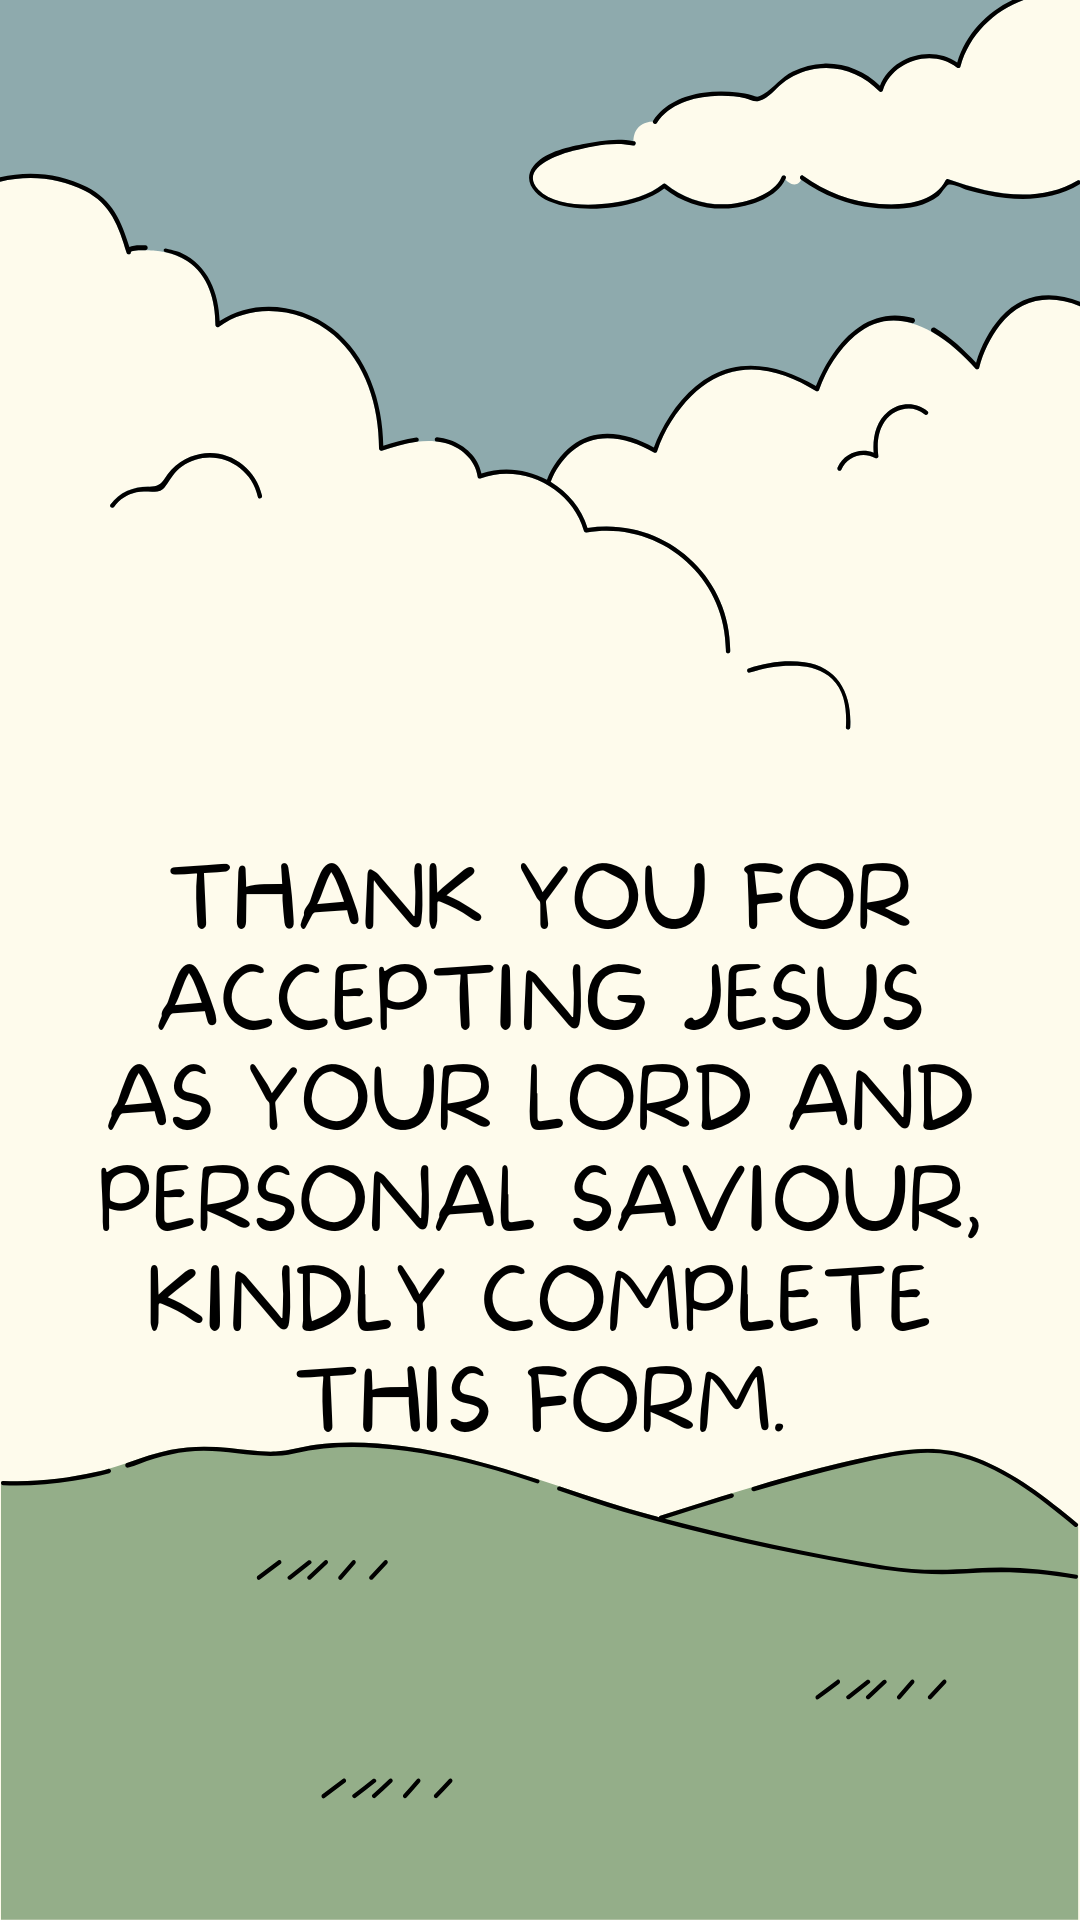 THANK YOU FOR
ACCEPTING JESUS
AS YOUR LORD AND
PERSONAL SAVIOUR,
KINDLY COMPLETE
THIS FORM.